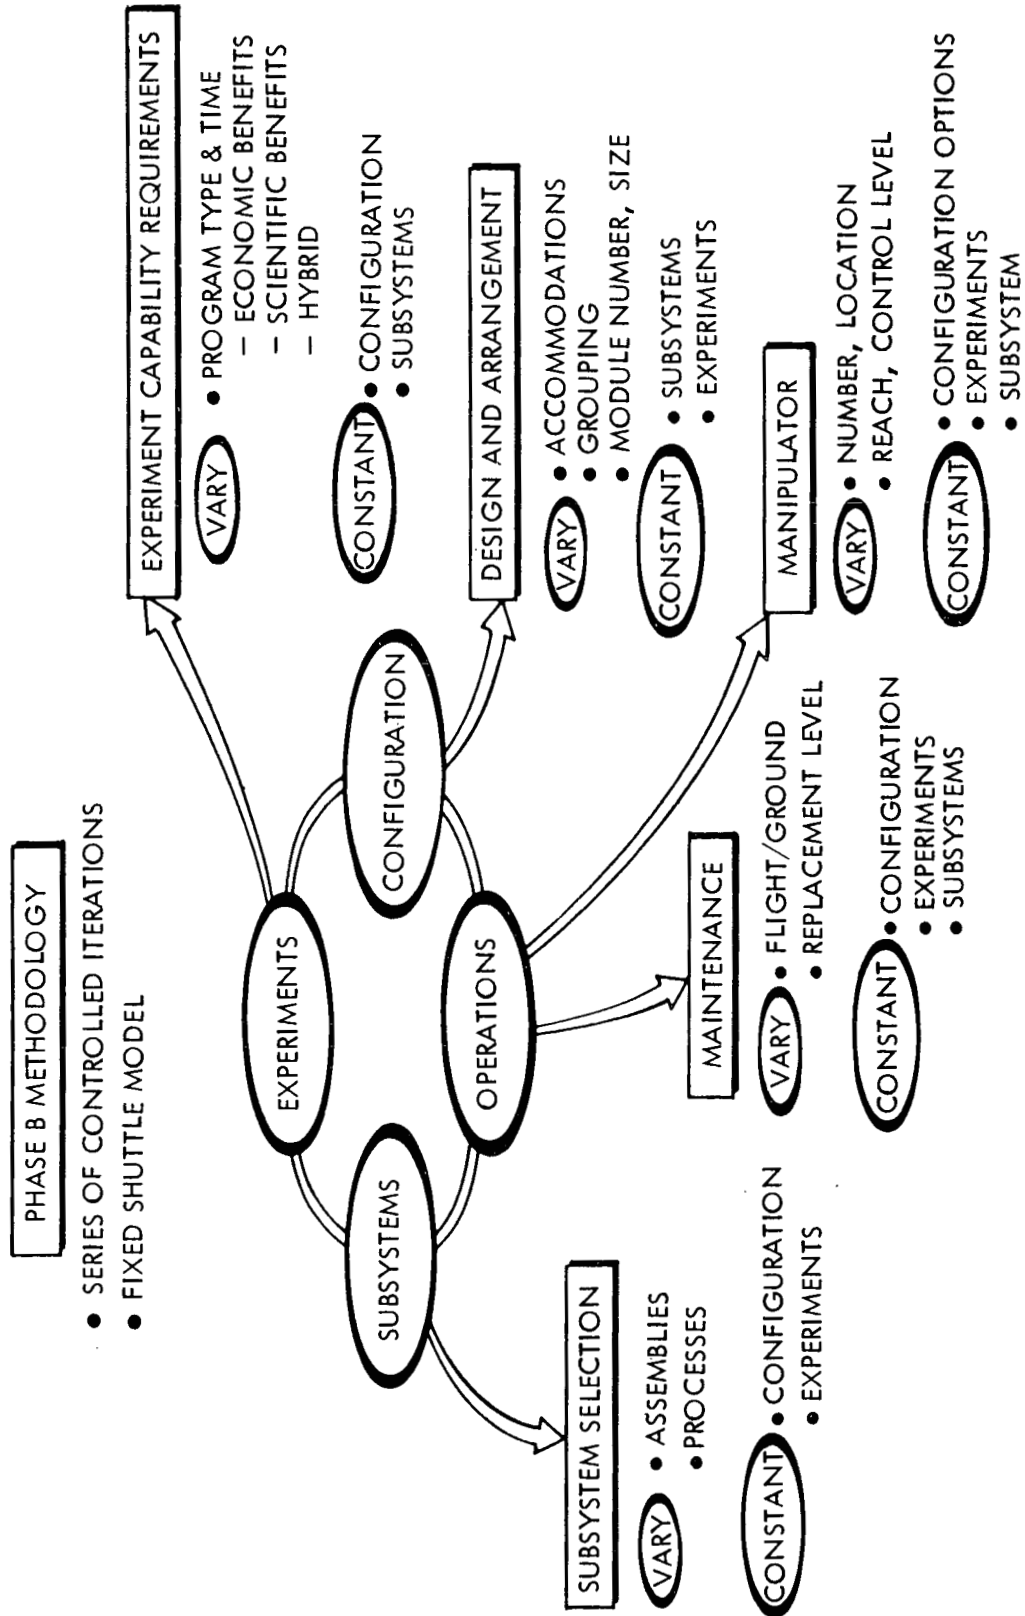 PHASE B METHODOLOGY
• SERIES OF CONTROLLED ITERATIONS
• FIXED SHUTTLE MODEL
EXPERIMENTS
SUBSYSTEMS
CONFIGURATION
OPERATIONS
EXPERIMENT CAPABILITY REQUIREMENTS
VARY
• PROGRAM TYPE & TIME
– ECONOMIC BENEFITS
– SCIENTIFIC BENEFITS
– HYBRID
CONSTANT
• CONFIGURATION
• SUBSYSTEMS
DESIGN AND ARRANGEMENT
VARY
• ACCOMMODATIONS
• GROUPING
• MODULE NUMBER, SIZE
CONSTANT
• SUBSYSTEMS
• EXPERIMENTS
SUBSYSTEM SELECTION
VARY
• ASSEMBLIES
• PROCESSES
CONSTANT
• CONFIGURATION
• EXPERIMENTS
MAINTENANCE
VARY
• FLIGHT/GROUND
• REPLACEMENT LEVEL
CONSTANT
• CONFIGURATION
• EXPERIMENTS
• SUBSYSTEMS
MANIPULATOR
VARY
• NUMBER, LOCATION
• REACH, CONTROL LEVEL
CONSTANT
• CONFIGURATION OPTIONS
• EXPERIMENTS
• SUBSYSTEM